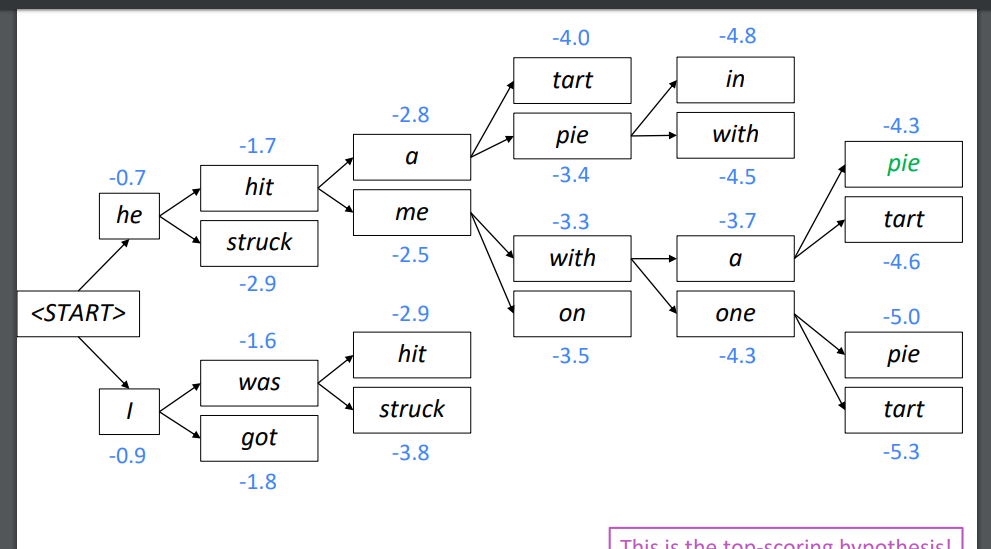 -4.0
-4.8
tart
in
-2.8
-4.3
-1.7
a
pie
with
pie
-0.7
hit
-3.4
-4.5
he
me
-3.3
-3.7
tart
struck
-2.5
with
a
-4.6
-2.9
<START>
-2.9
on
one
-5.0
-1.6
hit
-3.5
-4.3
pie
was
I
struck
tart
got
-0.9
-3.8
-5.3
-1.8
This is the top-scoring hypothesis!